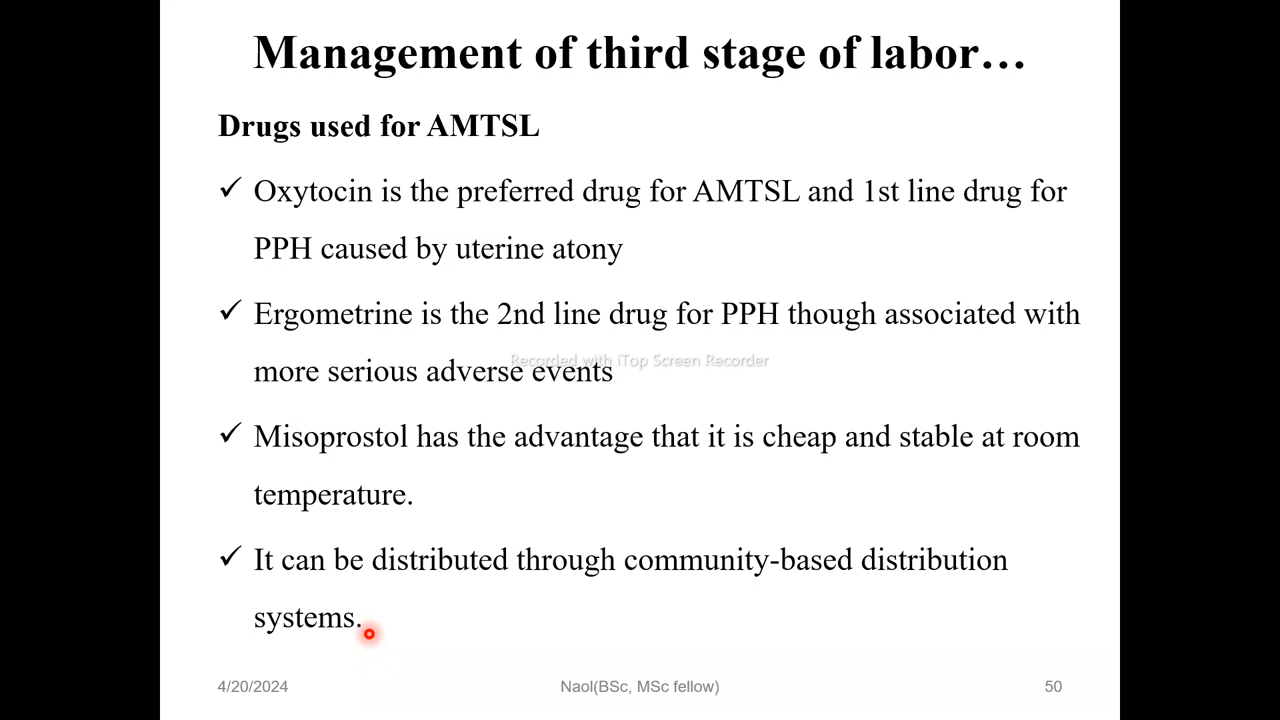 Management of third stage of labor…
Drugs used for AMTSL
✓ Oxytocin is the preferred drug for AMTSL and 1st line drug for
PPH caused by uterine atony
✓ Ergometrine is the 2nd line drug for PPH though associated with
Recorded with iTop Screen Recorder
more serious adverse events
✓ Misoprostol has the advantage that it is cheap and stable at room
temperature.
✓ It can be distributed through community-based distribution
systems.
4/20/2024 Naol(BSc, MSc fellow) 50